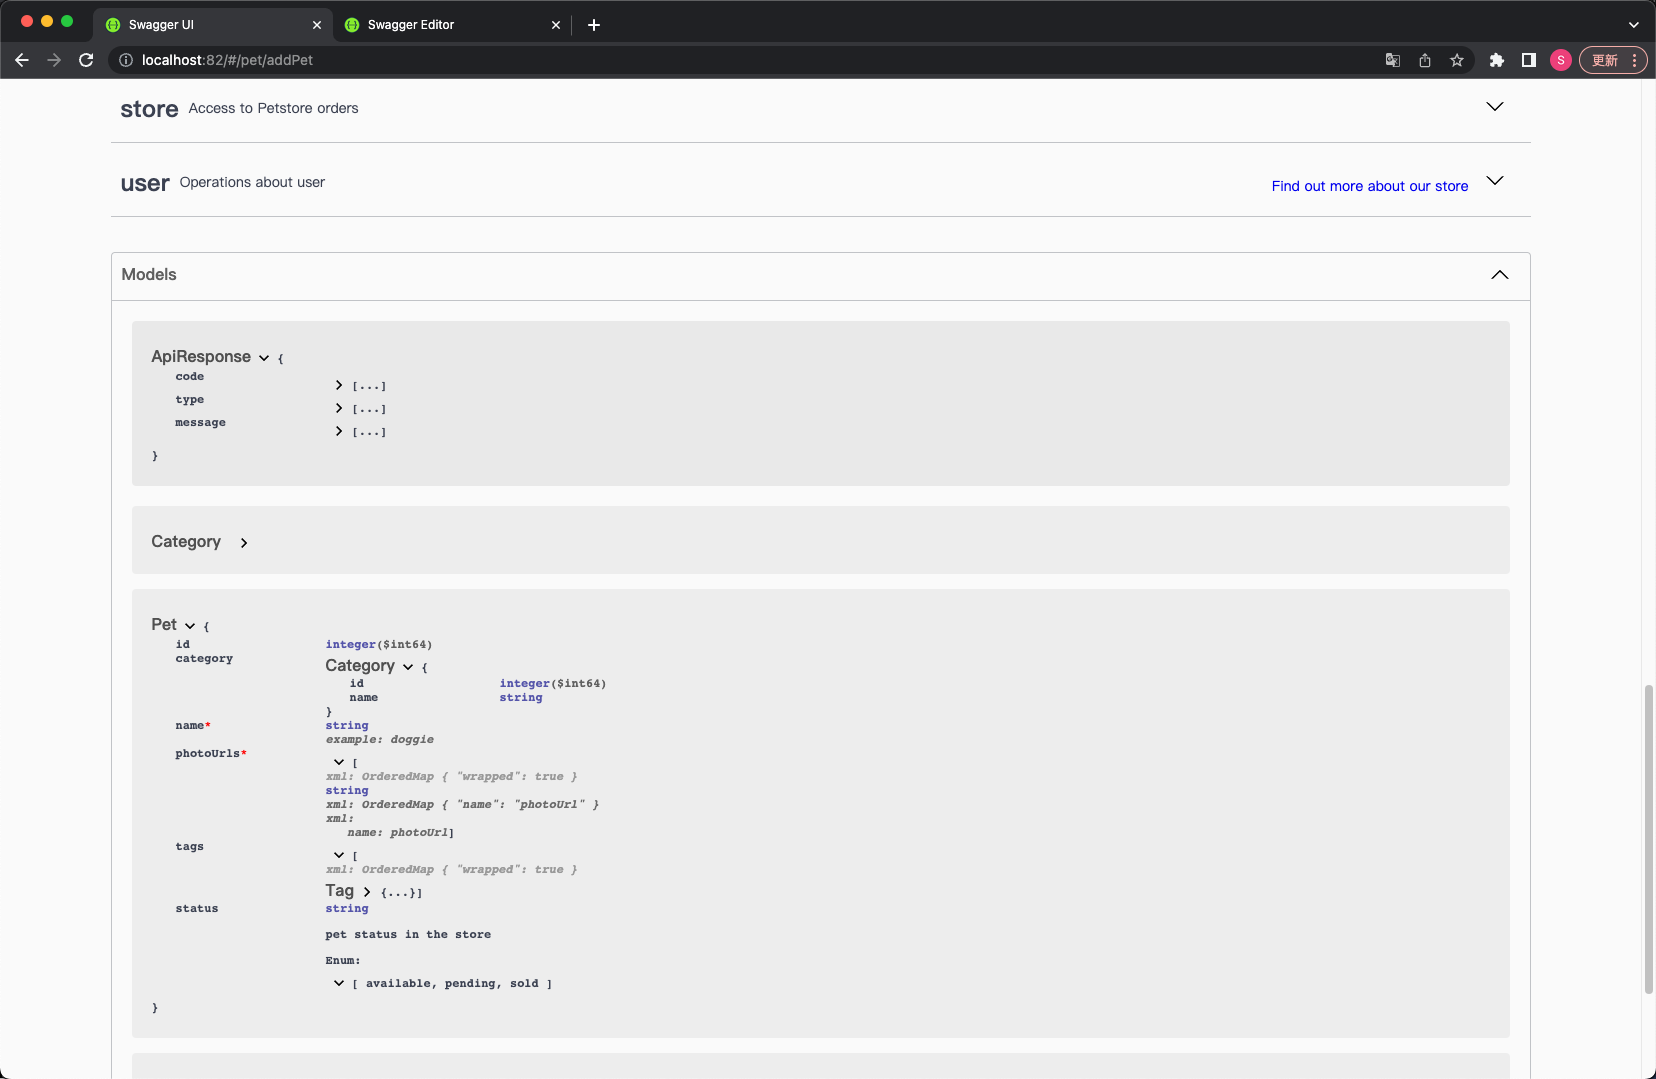 Swagger UI
Swagger Editor
localhost:82/#/pet/addPet
S
更新
store Access to Petstore orders
user Operations about user
Find out more about our store
Models
ApiResponse {
code [...]
type [...]
message [...]
}
Category
Pet {
id integer($int64)
category Category {
id integer($int64)
name string
}
name* string
example: doggie
photoUrls* [
xml: OrderedMap { "wrapped": true }
string
xml: OrderedMap { "name": "photoUrl" }
xml:
name: photoUrl]
tags [
xml: OrderedMap { "wrapped": true }
Tag {...}]
status string
pet status in the store
Enum:
[ available, pending, sold ]
}